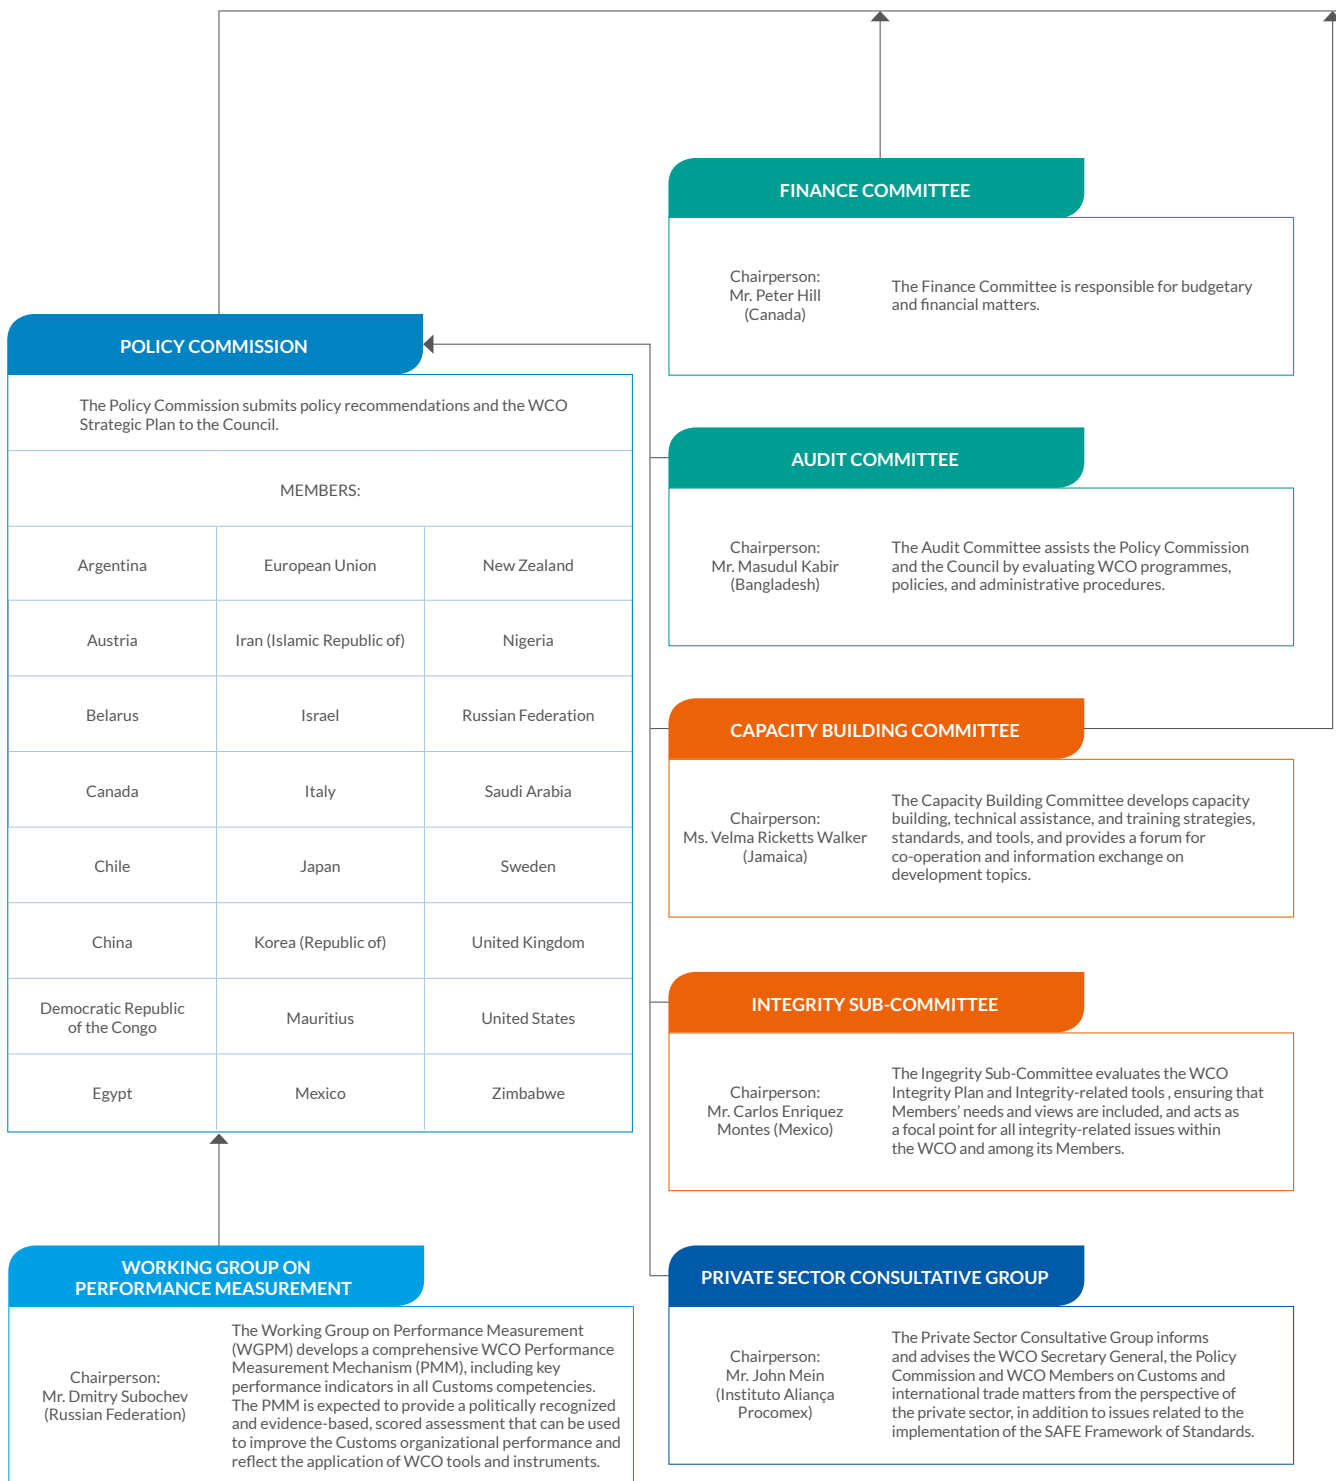 POLICY COMMISSION
The Policy Commission submits policy recommendations and the WCO
Strategic Plan to the Council.
MEMBERS:
Argentina
European Union
New Zealand
Austria
Iran (Islamic Republic of)
Nigeria
Belarus
Israel
Russian Federation
Canada
Italy
Saudi Arabia
Chile
Japan
Sweden
China
Korea (Republic of)
United Kingdom
Democratic Republic
of the Congo
Mauritius
United States
Egypt
Mexico
Zimbabwe
WORKING GROUP ON
PERFORMANCE MEASUREMENT
Chairperson:
Mr. Dmitry Subochev
(Russian Federation)
The Working Group on Performance Measurement
(WGPM) develops a comprehensive WCO Performance
Measurement Mechanism (PMM), including key
performance indicators in all Customs competencies.
The PMM is expected to provide a politically recognized
and evidence-based, scored assessment that can be used
to improve the Customs organizational performance and
reflect the application of WCO tools and instruments.
FINANCE COMMITTEE
Chairperson:
Mr. Peter Hill
(Canada)
The Finance Committee is responsible for budgetary
and financial matters.
AUDIT COMMITTEE
Chairperson:
Mr. Masudul Kabir
(Bangladesh)
The Audit Committee assists the Policy Commission
and the Council by evaluating WCO programmes,
policies, and administrative procedures.
CAPACITY BUILDING COMMITTEE
Chairperson:
Ms. Velma Ricketts Walker
(Jamaica)
The Capacity Building Committee develops capacity
building, technical assistance, and training strategies,
standards, and tools, and provides a forum for
co-operation and information exchange on
development topics.
INTEGRITY SUB-COMMITTEE
Chairperson:
Mr. Carlos Enriquez
Montes (Mexico)
The Ingegrity Sub-Committee evaluates the WCO
Integrity Plan and Integrity-related tools , ensuring that
Members' needs and views are included, and acts as
a focal point for all integrity-related issues within
the WCO and among its Members.
PRIVATE SECTOR CONSULTATIVE GROUP
Chairperson:
Mr. John Mein
(Instituto Aliança
Procomex)
The Private Sector Consultative Group informs
and advises the WCO Secretary General, the Policy
Commission and WCO Members on Customs and
international trade matters from the perspective of
the private sector, in addition to issues related to the
implementation of the SAFE Framework of Standards.